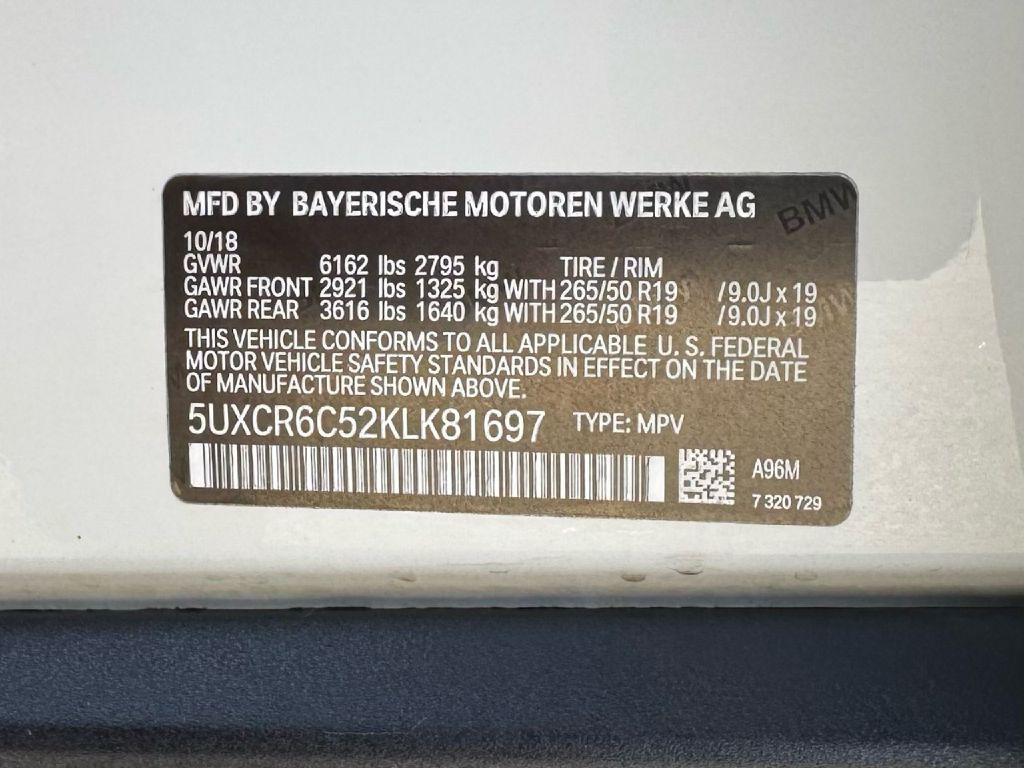 MFD BY BAYERISCHE MOTOREN WERKE AG
BMW
10/18
GVWR 6162 lbs 2795 kg TIRE / RIM
GAWR FRONT 2921 lbs 1325 kg WITH 265/50 R19 /9.0J x 19
GAWR REAR 3616 lbs 1640 kg WITH 265/50 R19 /9.0J x 19
THIS VEHICLE CONFORMS TO ALL APPLICABLE U. S. FEDERAL
MOTOR VEHICLE SAFETY STANDARDS IN EFFECT ON THE DATE
OF MANUFACTURE SHOWN ABOVE.
5UXCR6C52KLK81697 TYPE: MPV
A96M
7 320 729